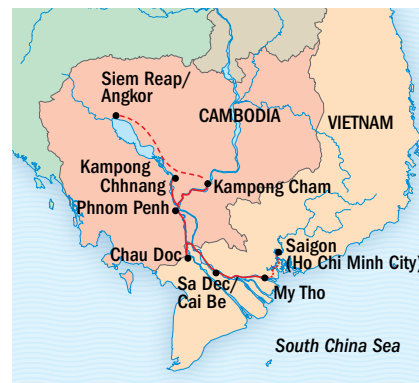 Siem Reap/
Angkor
CAMBODIA
VIETNAM
Kampong
Chhnang
Kampong Cham
Phnom Penh
Chau Doc
Saigon
(Ho Chi Minh City)
Sa Dec/
Cai Be
My Tho
South China Sea